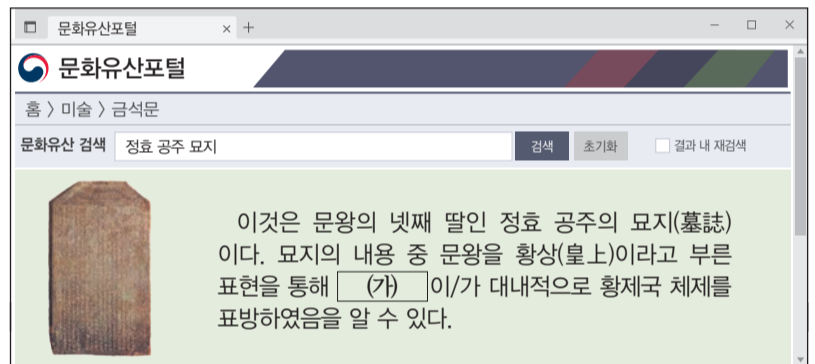 문화유산포털
문화유산포털
홈 〉 미술 〉 금석문
문화유산 검색 정효 공주 묘지 검색 초기화 결과 내 재검색
이것은 문왕의 넷째 딸인 정효 공주의 묘지(墓誌)
이다. 묘지의 내용 중 문왕을 황상(皇上)이라고 부른
표현을 통해 (가) 이/가 대내적으로 황제국 체제를
표방하였음을 알 수 있다.